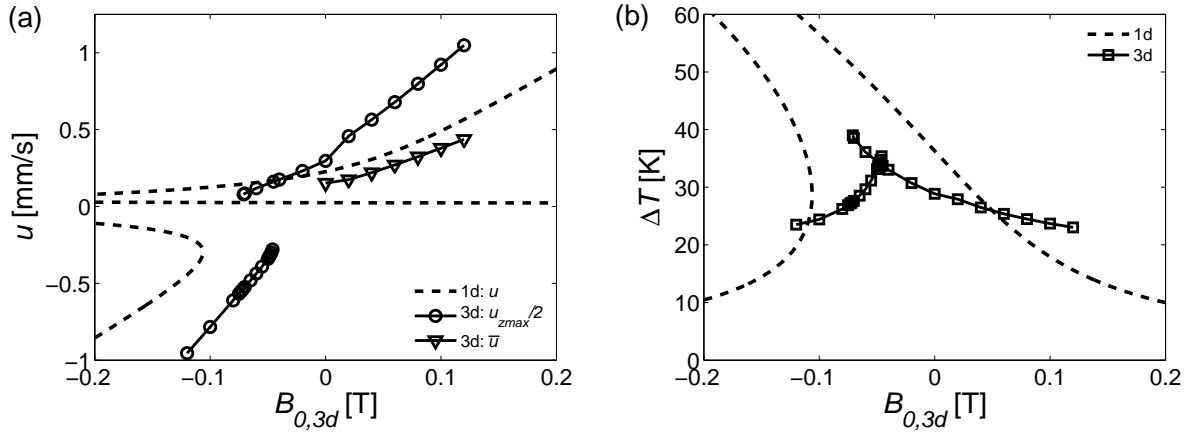 (a)
1
0.5
0
−0.5
−1
−0.2
−0.1
0
0.1
0.2
u [mm/s]
B0,3d [T]
1d: u
3d: uzmax/2
3d: u̅
(b)
60
50
40
30
20
10
0
−0.2
−0.1
0
0.1
0.2
ΔT [K]
B0,3d [T]
1d
3d